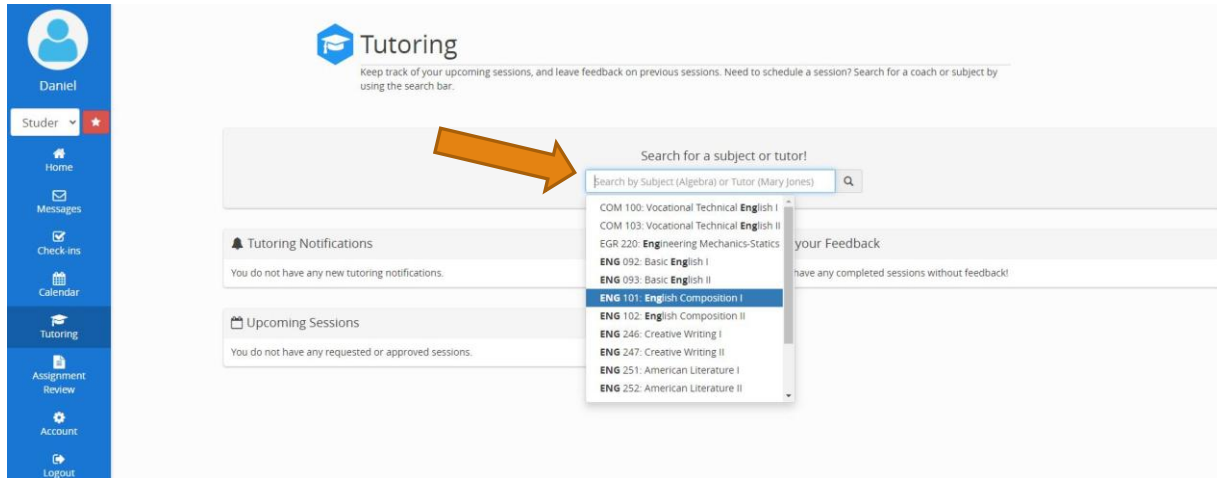 Daniel
Studer
Home
Messages
Check-ins
Calendar
Tutoring
Assignment
Review
Account
Logout
Tutoring
Keep track of your upcoming sessions, and leave feedback on previous sessions. Need to schedule a session? Search for a coach or subject by
using the search bar.
Search for a subject or tutor!
Search by Subject (Algebra) or Tutor (Mary Jones)
COM 100: Vocational Technical English I
COM 103: Vocational Technical English II
EGR 220: Engineering Mechanics-Statics
ENG 092: Basic English I
ENG 093: Basic English II
ENG 101: English Composition I
ENG 102: English Composition II
ENG 246: Creative Writing I
ENG 247: Creative Writing II
ENG 251: American Literature I
ENG 252: American Literature II
Tutoring Notifications
You do not have any new tutoring notifications.
your Feedback
have any completed sessions without feedback!
Upcoming Sessions
You do not have any requested or approved sessions.